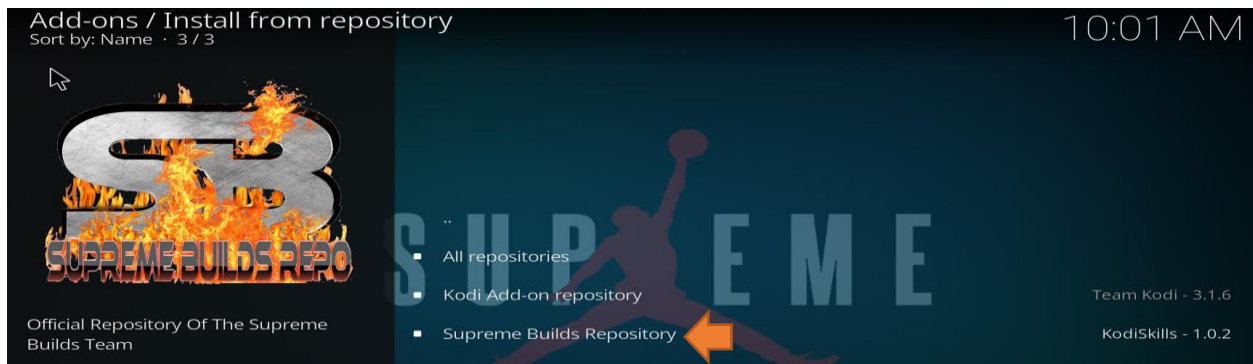 Add-ons / Install from repository
10:01 AM
Sort by: Name · 3 / 3
SB
SUPREME BUILDS REPO
SUPREME
..
All repositories
Kodi Add-on repository
Team Kodi - 3.1.6
Supreme Builds Repository
KodiSkills - 1.0.2
Official Repository Of The Supreme
Builds Team